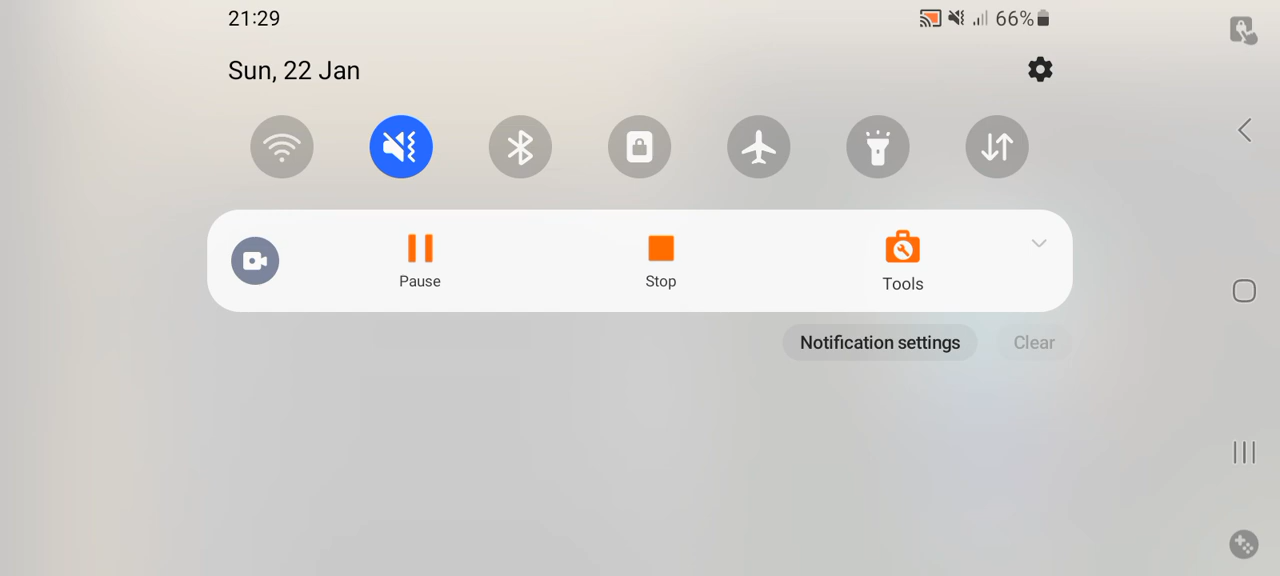 21:29
66%
Sun, 22 Jan
Pause
Stop
Tools
Notification settings
Clear